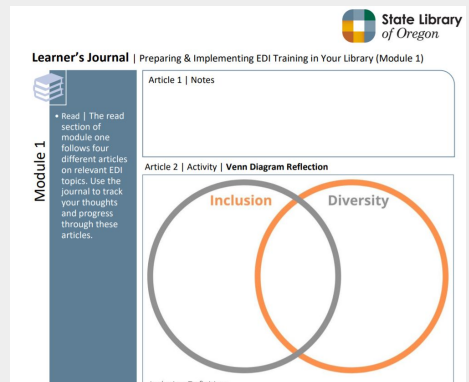 State Library
of Oregon
Learner's Journal | Preparing & Implementing EDI Training in Your Library (Module 1)
Module 1
• Read | The read
section of
module one
follows four
different articles
on relevant EDI
topics. Use the
journal to track
your thoughts
and progress
through these
articles.
Article 1 | Notes
Article 2 | Activity | Venn Diagram Reflection
Inclusion
Diversity